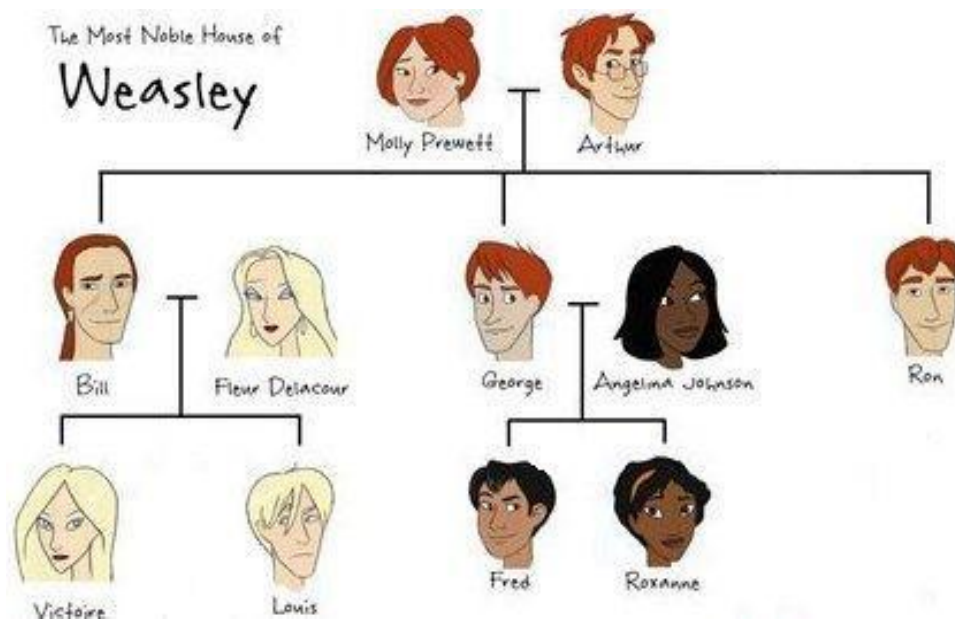 The Most Noble House of
Weasley
Molly Prewett
Arthur
Bill
Fleur Delacour
George
Angelina Johnson
Ron
Victoire
Louis
Fred
Roxanne